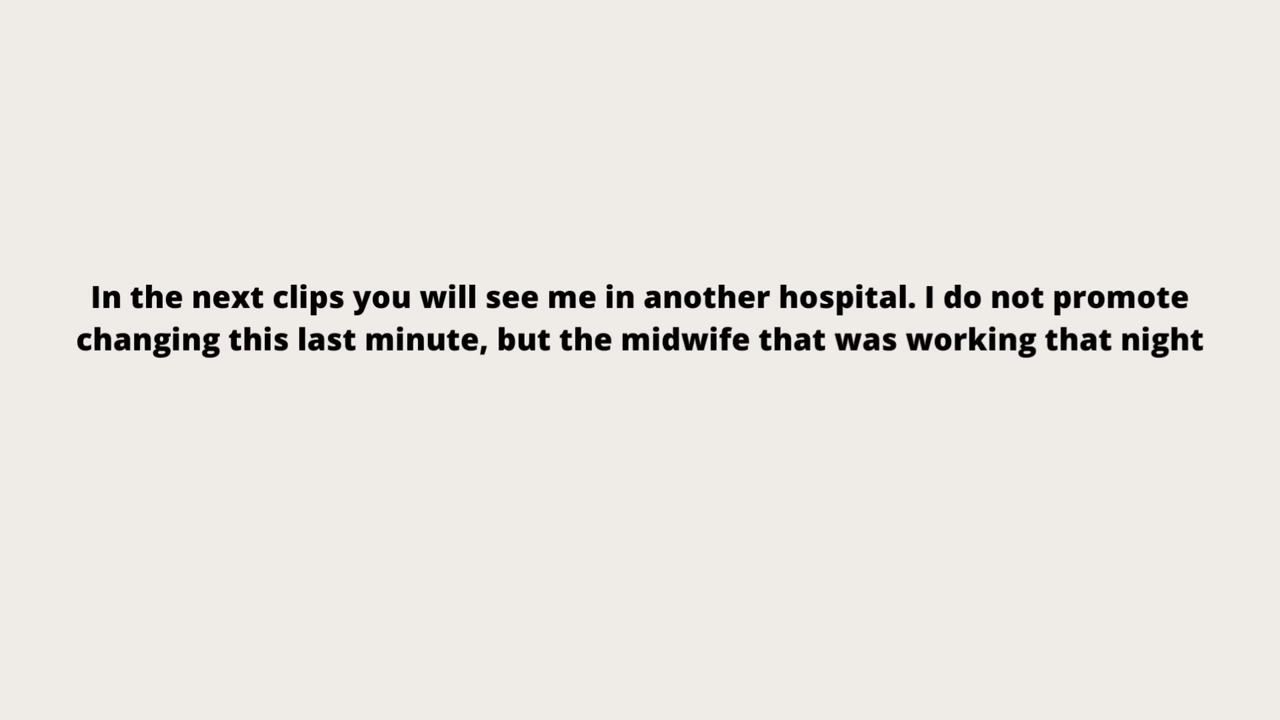 In the next clips you will see me in another hospital. I do not promote
changing this last minute, but the midwife that was working that night